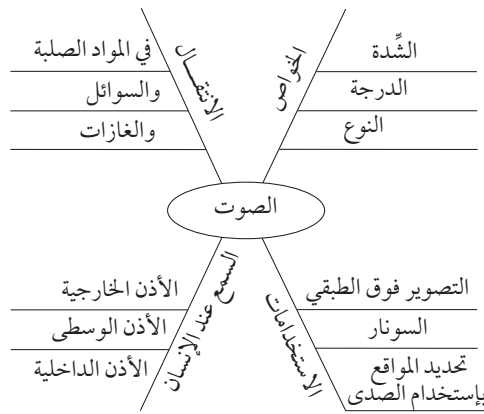 الخواص
الشِّدة
الدرجة
النوع
الانتقال
في المواد الصلبة
والسوائل
والغازات
الصوت
الاستخدامات
التصوير فوق الطبقي
السونار
تحديد المواقع
بإستخدام الصدى
السمع عند الإنسان
الأذن الخارجية
الأذن الوسطى
الأذن الداخلية